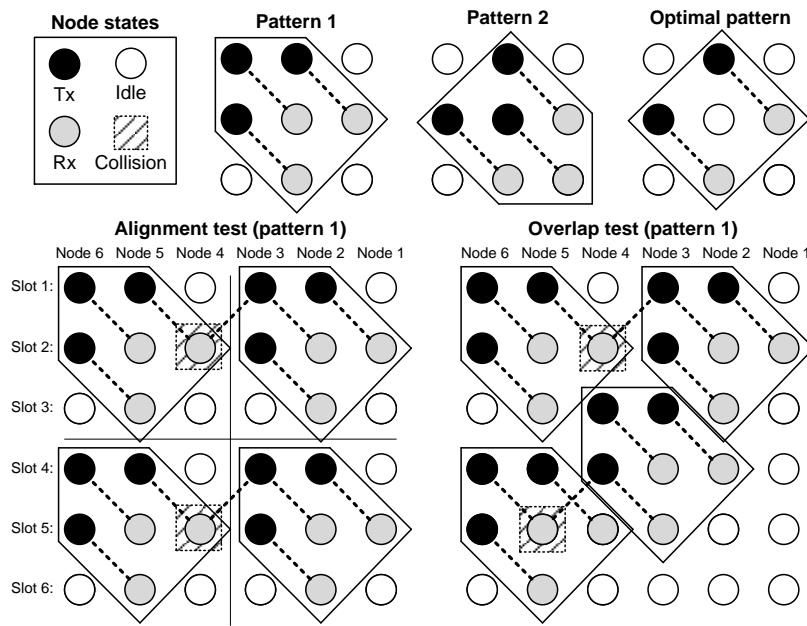 Node states
Pattern 1
Pattern 2
Optimal pattern
Tx
Idle
Rx
Collision
Alignment test (pattern 1)
Overlap test (pattern 1)
Node 6 Node 5 Node 4 Node 3 Node 2 Node 1
Node 6 Node 5 Node 4 Node 3 Node 2 Node 1
Slot 1:
Slot 2:
Slot 3:
Slot 4:
Slot 5:
Slot 6: